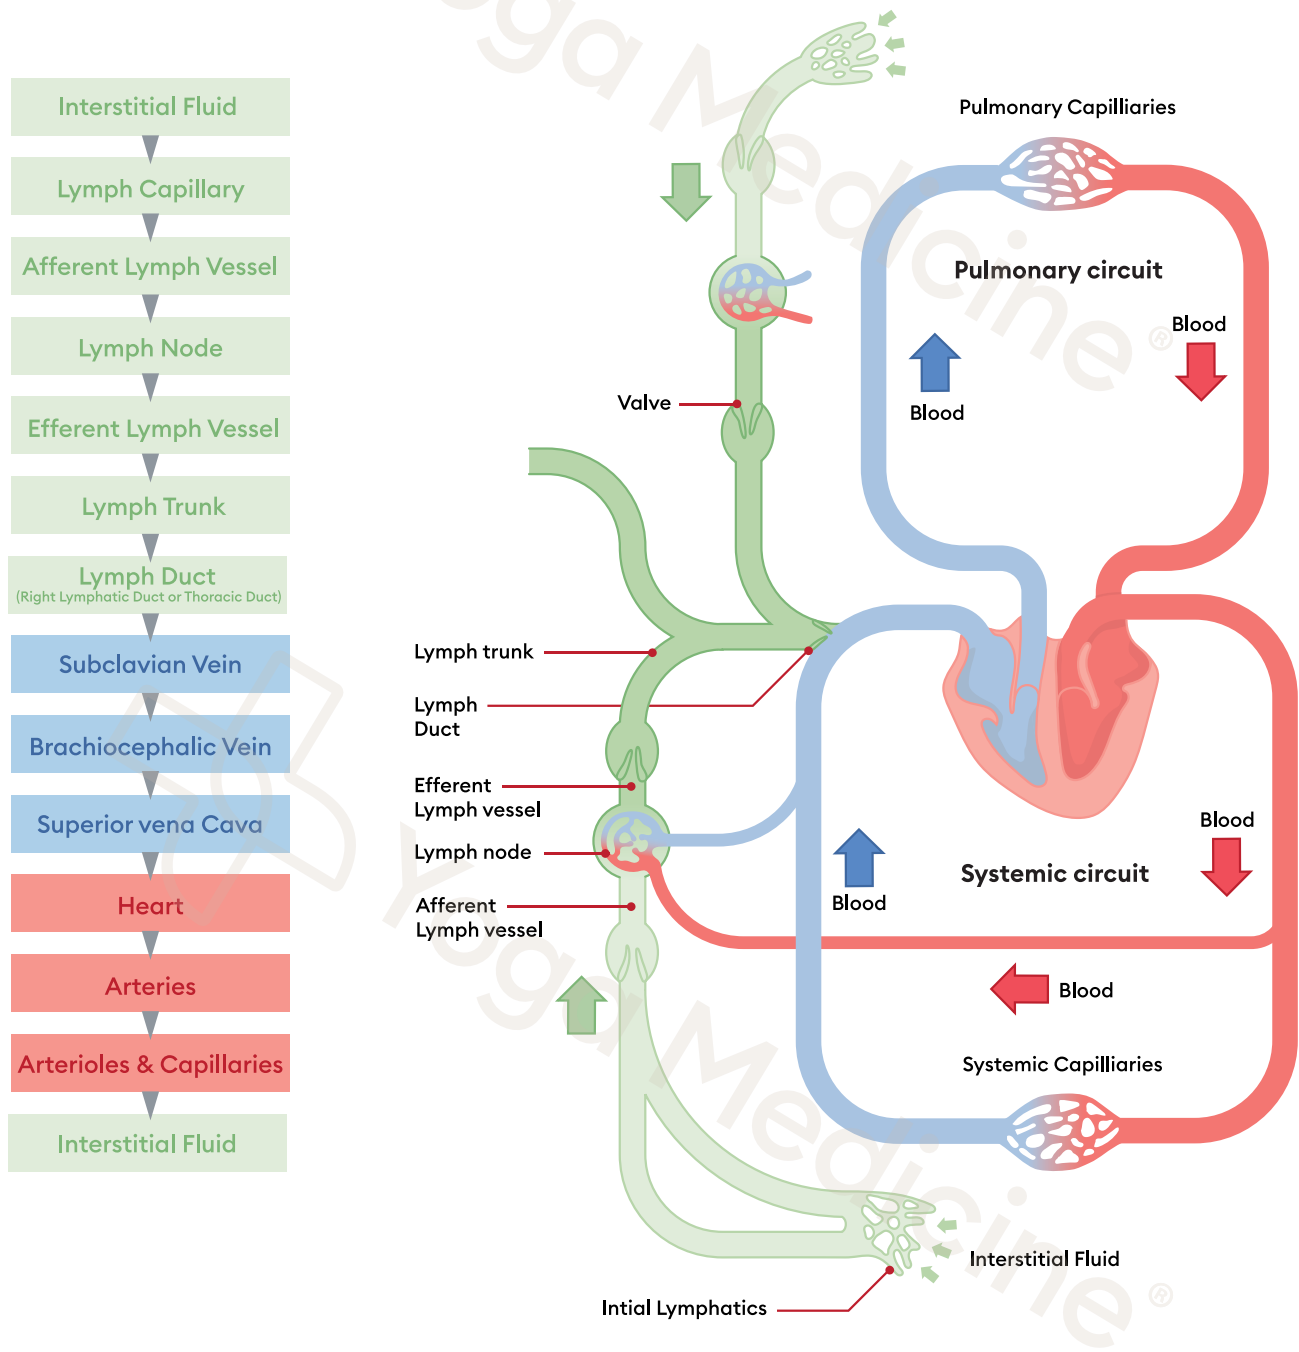 Interstitial Fluid
Lymph Capillary
Afferent Lymph Vessel
Lymph Node
Efferent Lymph Vessel
Lymph Trunk
Lymph Duct
(Right Lymphatic Duct or Thoracic Duct)
Subclavian Vein
Brachiocephalic Vein
Superior vena Cava
Heart
Arteries
Arterioles & Capillaries
Interstitial Fluid
Pulmonary Capilliaries
Pulmonary circuit
Blood
Blood
Valve
Lymph trunk
Lymph
Duct
Efferent
Lymph vessel
Lymph node
Afferent
Lymph vessel
Blood
Systemic circuit
Blood
Blood
Systemic Capilliaries
Interstitial Fluid
Intial Lymphatics
Yoga Medicine ®
Yoga Medicine ®